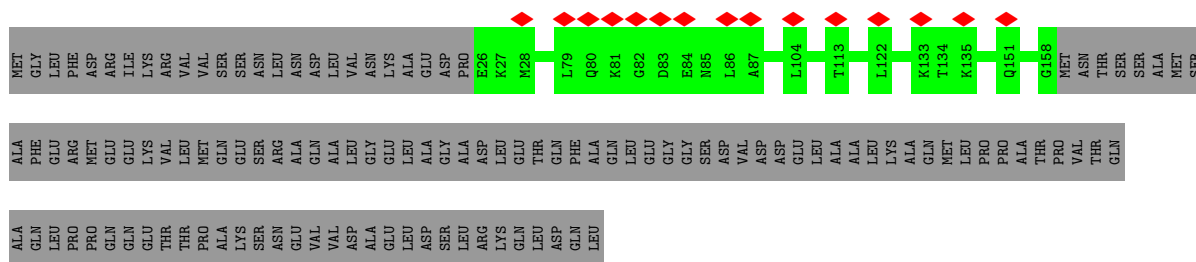 MET GLY LEU PHE ASP ARG ILE LYS ARG VAL VAL SER SER ASN LEU ASN ASP LEU VAL ASN LYS ALA GLU ASP PRO E26 K27 M28 L79 Q80 K81 G82 D83 E84 N85 L86 A87 L104 T113 L122 K133 T134 K135 Q151 G158 MET ASN THR SER SER ALA MET SER
ALA PHE GLU ARG MET GLU GLU LYS VAL LEU MET GLN GLU SER ARG ALA GLN ALA LEU GLY GLU LEU ALA GLY ALA ASP LEU GLU THR GLN PHE ALA GLN LEU GLU GLY GLY SER ASP VAL ASP ASP GLU LEU ALA ALA LEU LYS ALA GLN MET LEU PRO PRO ALA THR PRO VAL THR GLN
ALA GLN LEU PRO PRO GLN GLN GLU THR THR PRO ALA LYS SER ASN GLU VAL VAL ASP ALA GLU LEU ASP SER LEU ARG LYS GLN LEU ASP GLN LEU